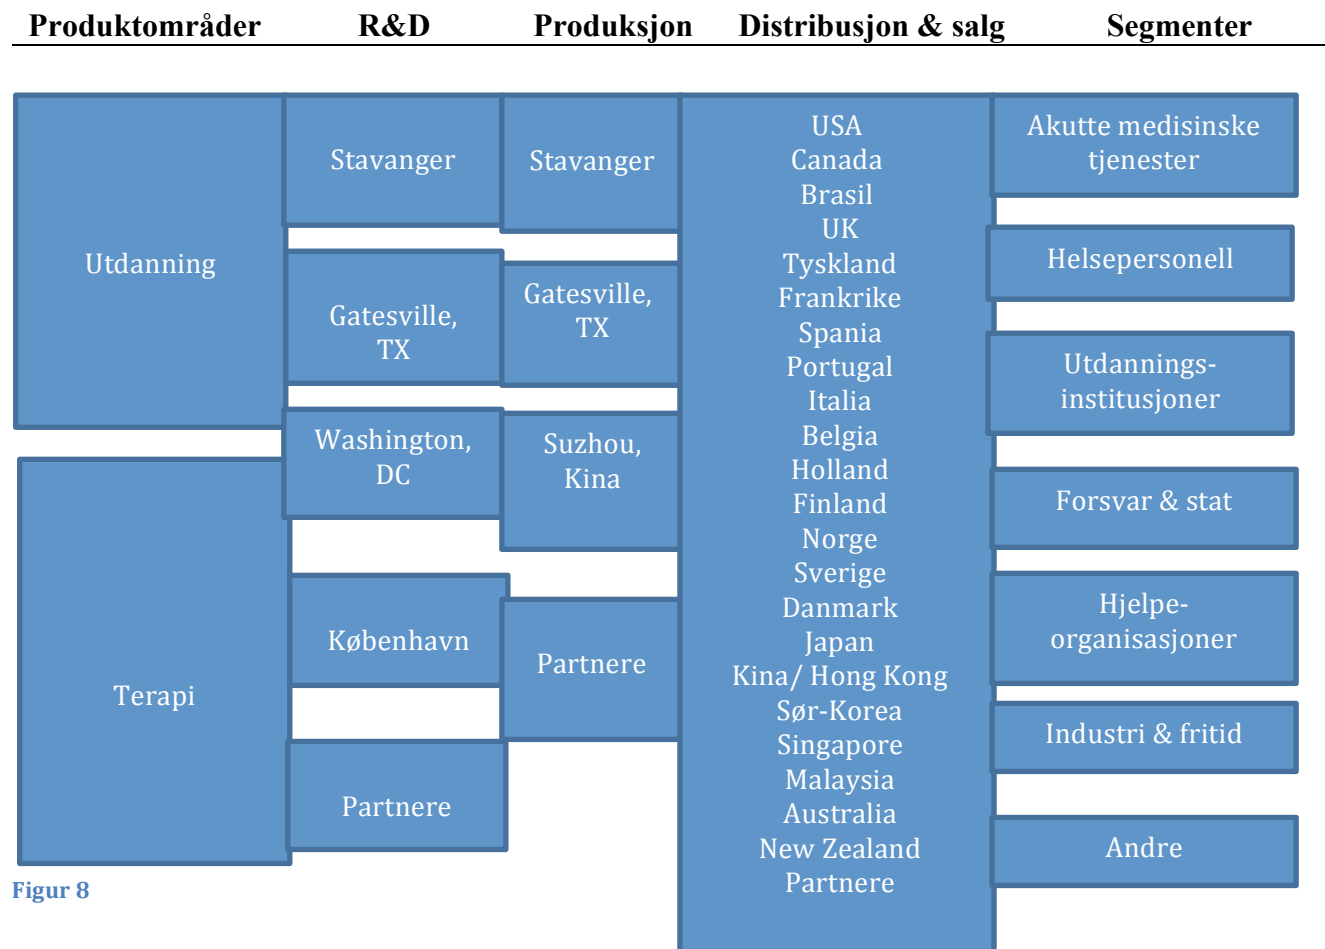 Produktområder R&D Produksjon Distribusjon & salg Segmenter
Utdanning
Terapi
Stavanger
Gatesville,
TX
Washington,
DC
København
Partnere
Stavanger
Gatesville,
TX
Suzhou,
Kina
Partnere
USA
Canada
Brasil
UK
Tyskland
Frankrike
Spania
Portugal
Italia
Belgia
Holland
Finland
Norge
Sverige
Danmark
Japan
Kina/ Hong Kong
Sør-Korea
Singapore
Malaysia
Australia
New Zealand
Partnere
Akutte medisinske
tjenester
Helsepersonell
Utdannings-
institusjoner
Forsvar & stat
Hjelpe-
organisasjoner
Industri & fritid
Andre
Figur 8